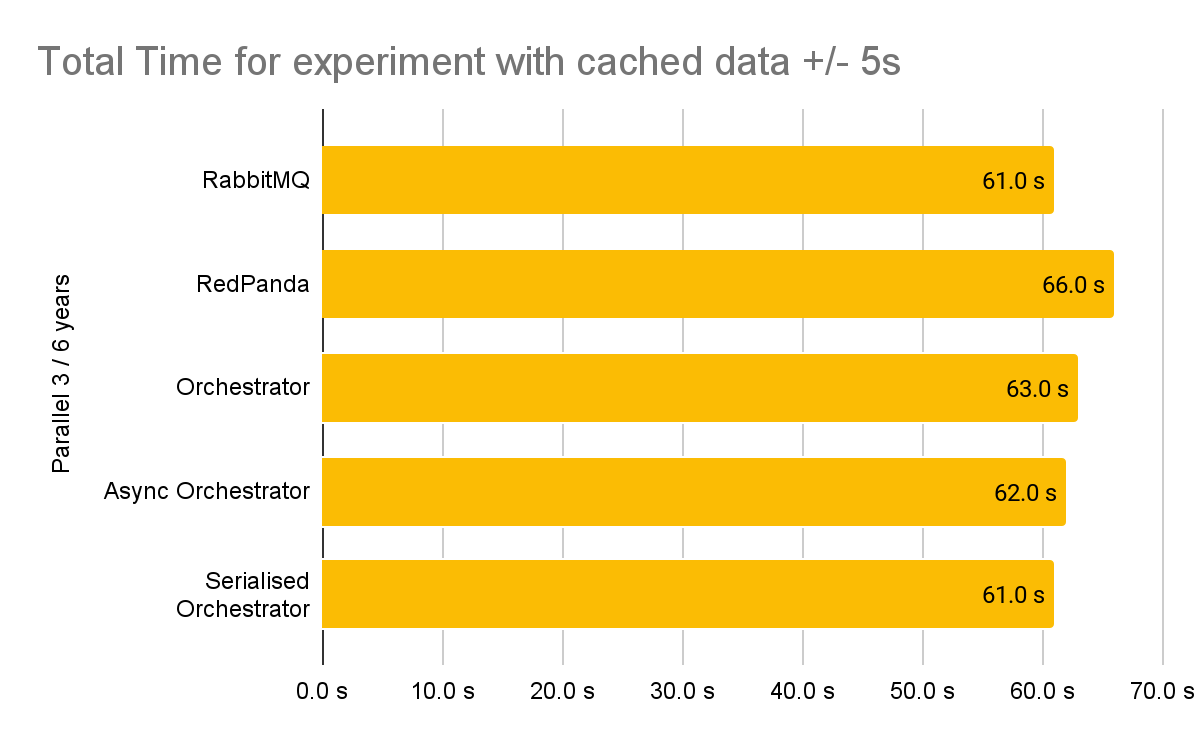 Total Time for experiment with cached data +/- 5s
Parallel 3 / 6 years
RabbitMQ
61.0 s
RedPanda
66.0 s
Orchestrator
63.0 s
Async Orchestrator
62.0 s
Serialised
Orchestrator
61.0 s
0.0 s
10.0 s
20.0 s
30.0 s
40.0 s
50.0 s
60.0 s
70.0 s